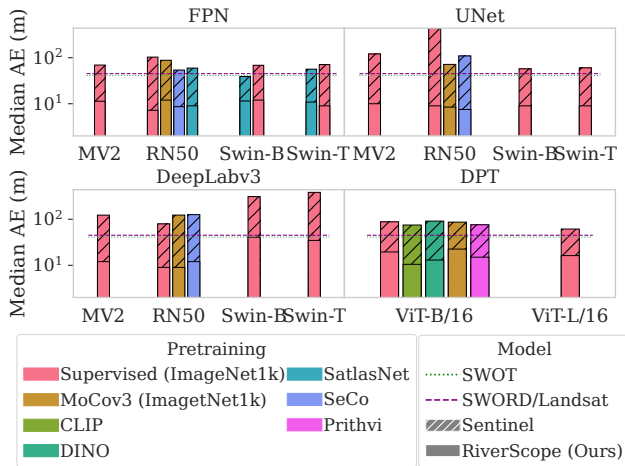 FPN
UNet
Median AE (m)
10²
10¹
MV2 RN50 Swin-B Swin-T
MV2 RN50 Swin-B Swin-T
DeepLabv3
DPT
Median AE (m)
10²
10¹
MV2 RN50 Swin-B Swin-T
ViT-B/16 ViT-L/16
Pretraining
Supervised (ImageNet1k)
MoCov3 (ImagetNet1k)
CLIP
DINO
SatlasNet
SeCo
Prithvi
Model
SWOT
SWORD/Landsat
Sentinel
RiverScope (Ours)